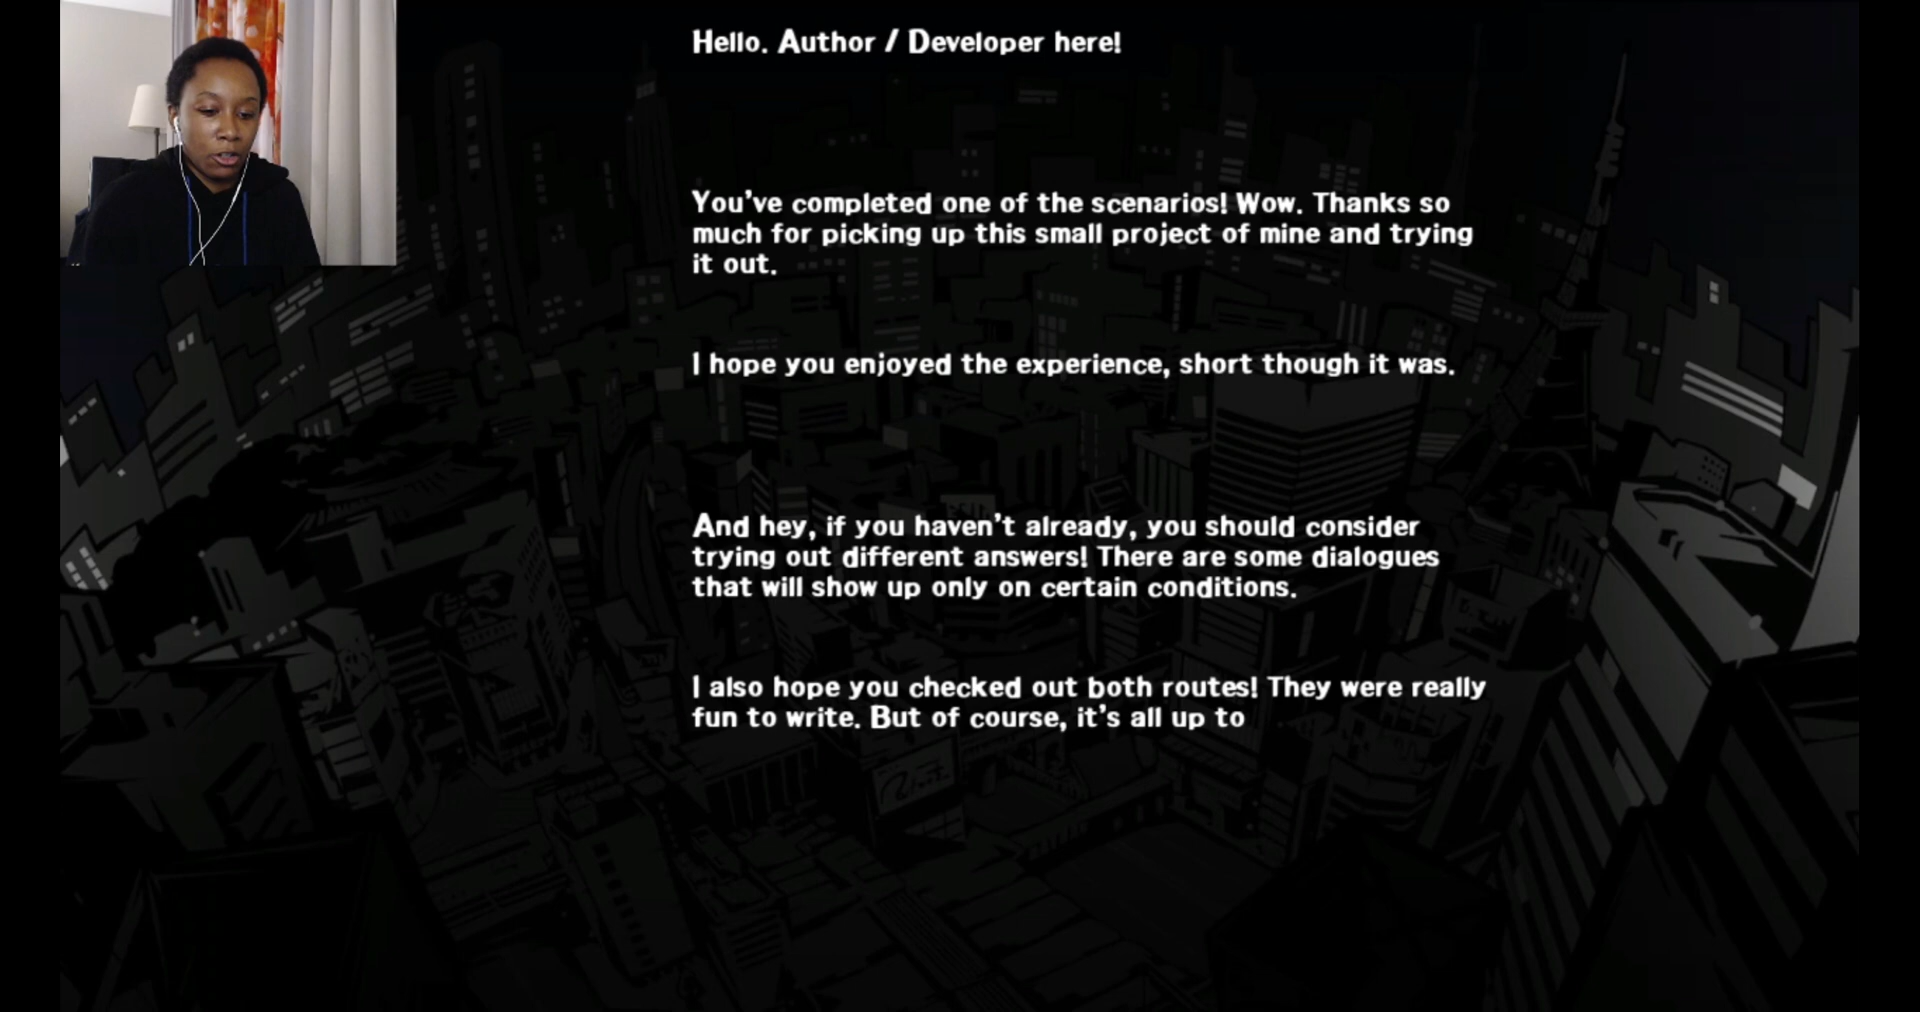 Hello. Author / Developer here!
You've completed one of the scenarios! Wow. Thanks so
much for picking up this small project of mine and trying
it out.
I hope you enjoyed the experience, short though it was.
And hey, if you haven't already, you should consider
trying out different answers! There are some dialogues
that will show up only on certain conditions.
I also hope you checked out both routes! They were really
fun to write. But of course, it's all up to